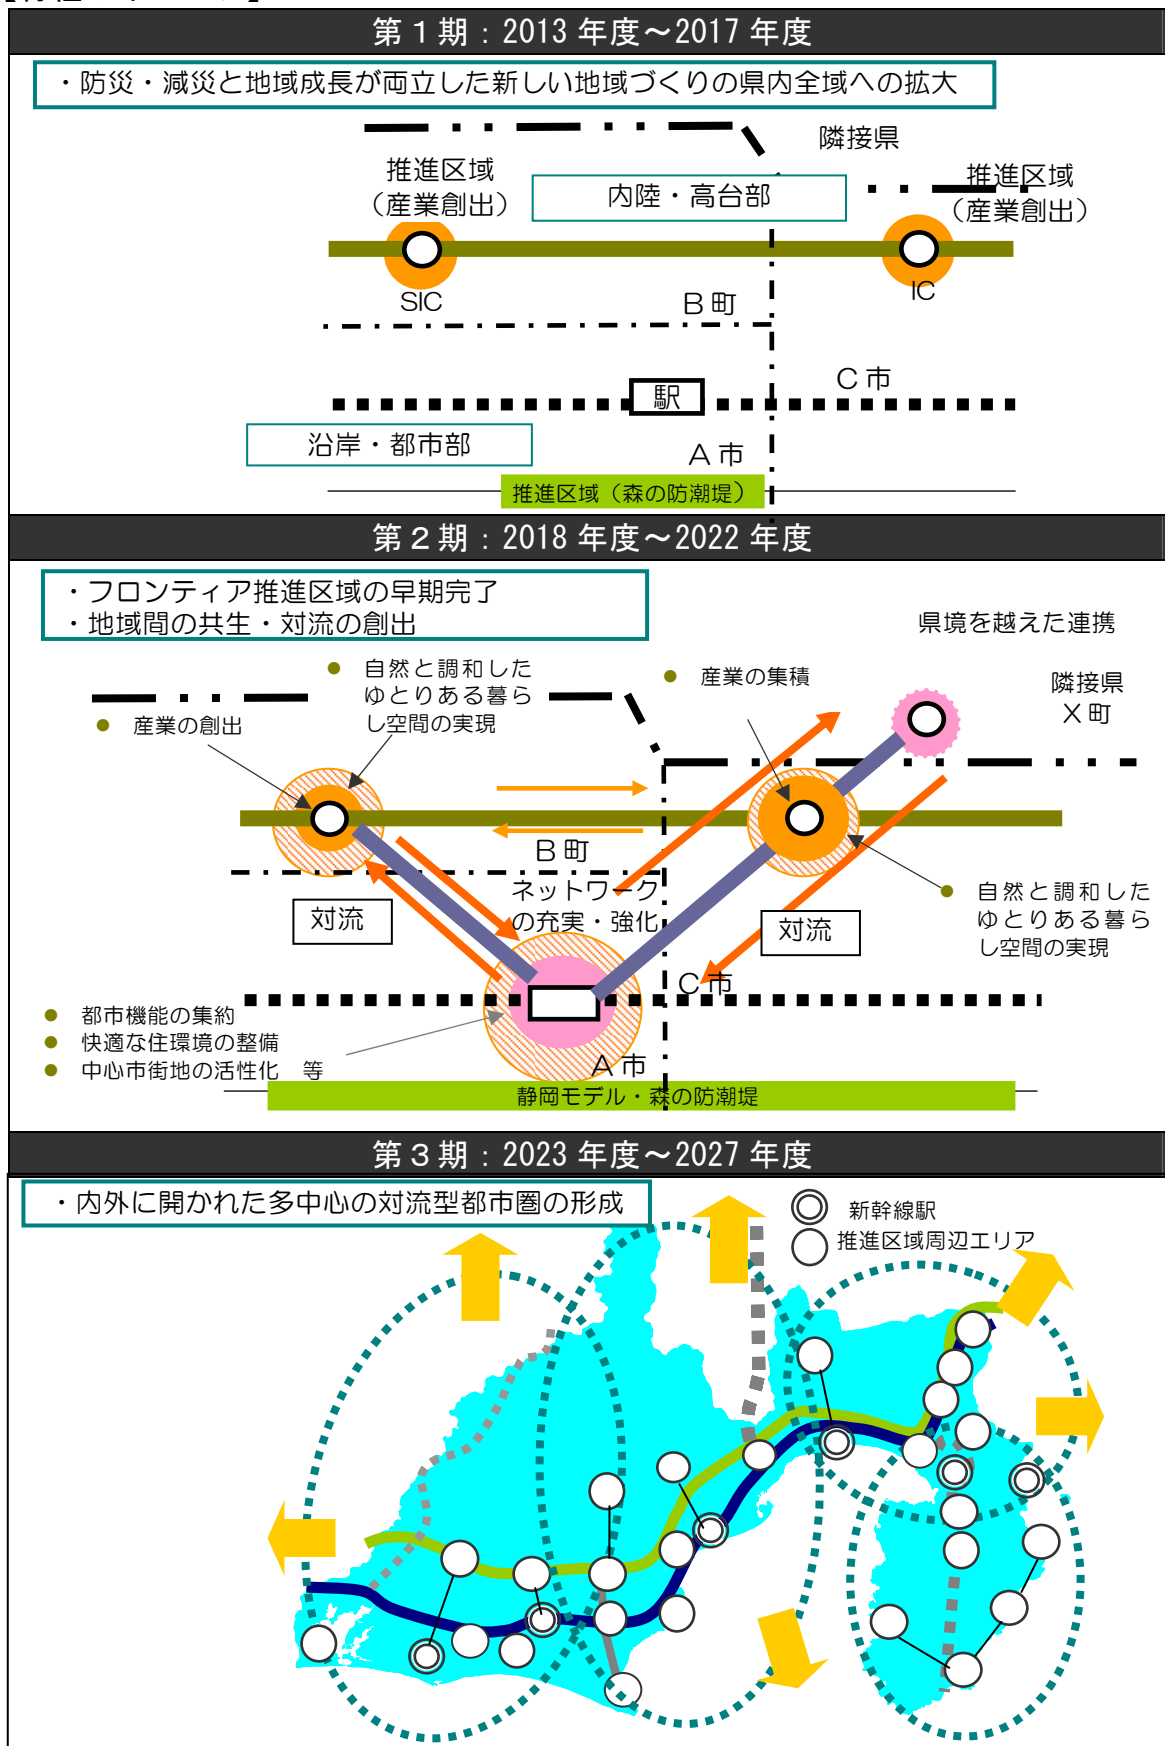 第１期：2013 年度～2017 年度
・防災・減災と地域成長が両立した新しい地域づくりの県内全域への拡大
隣接県
推進区域
（産業創出）
内陸・高台部
推進区域
（産業創出）
SIC
IC
Ｂ町
駅
Ｃ市
沿岸・都市部
Ａ市
推進区域（森の防潮堤）
第２期：2018 年度～2022 年度
・フロンティア推進区域の早期完了
・地域間の共生・対流の創出
県境を越えた連携
● 自然と調和した
ゆとりある暮ら
し空間の実現
● 産業の集積
隣接県
Ｘ町
● 産業の創出
Ｂ町
ネットワーク
の充実・強化
対流
対流
● 自然と調和した
ゆとりある暮ら
し空間の実現
Ｃ市
● 都市機能の集約
● 快適な住環境の整備
● 中心市街地の活性化　等
Ａ市
静岡モデル・森の防潮堤
第３期：2023 年度～2027 年度
・内外に開かれた多中心の対流型都市圏の形成
新幹線駅
推進区域周辺エリア